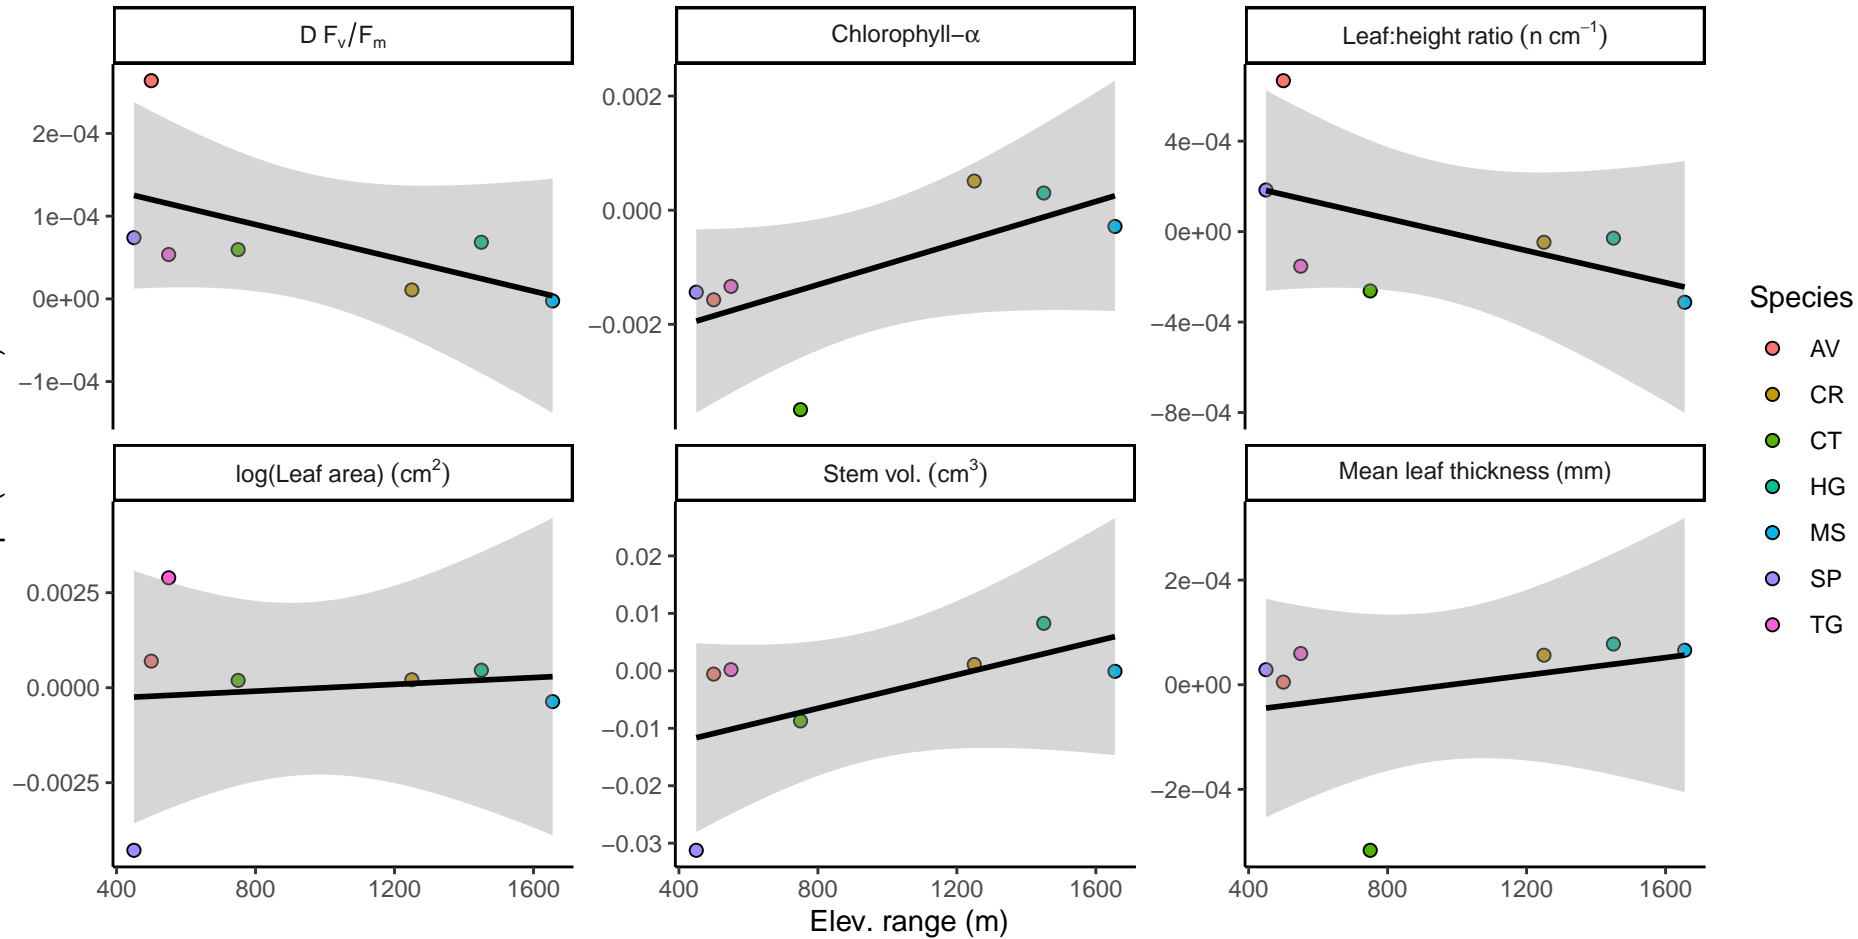 D Fv/Fm
Chlorophyll−α
Leaf:height ratio (n cm−1)
2e−04
1e−04
0e+00
−1e−04
0.002
0.000
−0.002
4e−04
0e+00
−4e−04
−8e−04
log(Leaf area) (cm2)
Stem vol. (cm3)
Mean leaf thickness (mm)
0.0025
0.0000
−0.0025
0.02
0.01
0.00
−0.01
−0.02
−0.03
2e−04
0e+00
−2e−04
400 800 1200 1600
400 800 1200 1600
400 800 1200 1600
Elev. range (m)
Species
AV
CR
CT
HG
MS
SP
TG